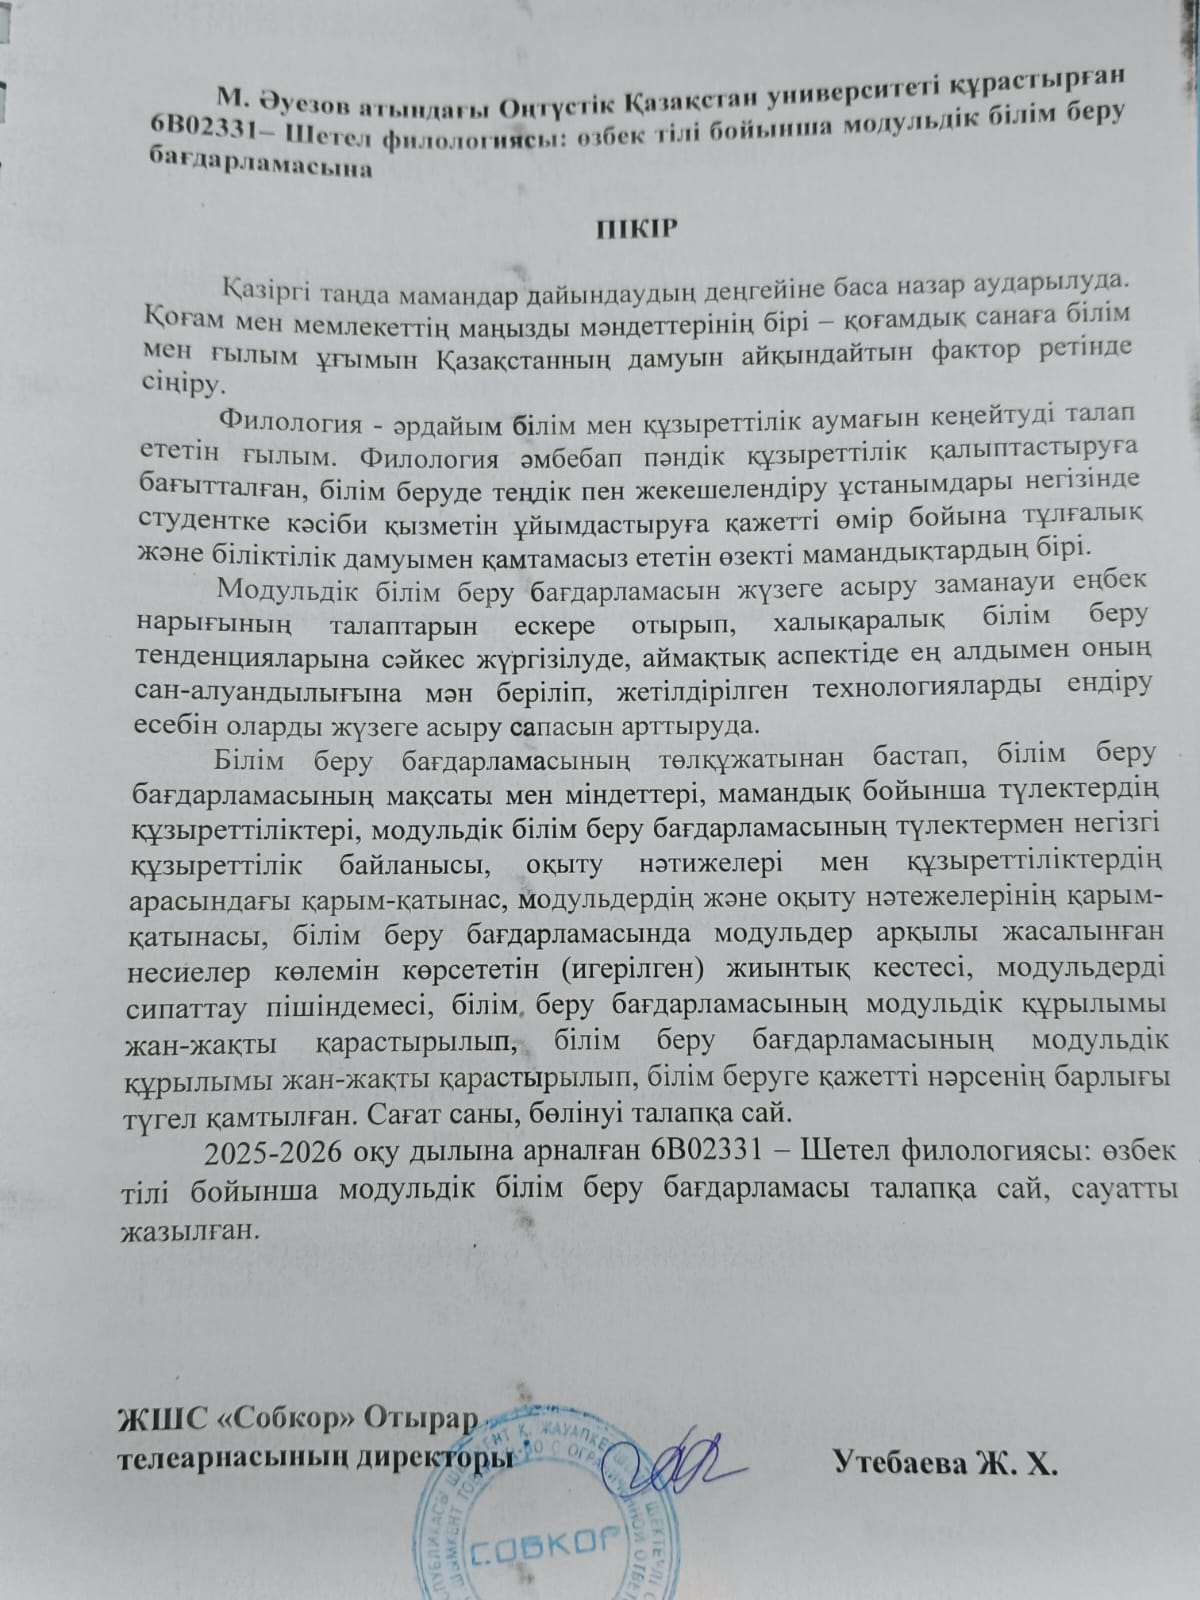 М. Әуезов атындағы Оңтүстік Қазақстан университеті құрастырған
6В02331– Шетел филологиясы: өзбек тілі бойынша модульдік білім беру
бағдарламасына
ПІКІР
Қазіргі таңда мамандар дайындаудың деңгейіне баса назар аударылуда.
Қоғам мен мемлекеттің маңызды мәндеттерінің бірі – қоғамдық санаға білім
мен ғылым ұғымын Қазақстанның дамуын айқындайтын фактор ретінде
сіңіру.
Филология - әрдайым білім мен құзыреттілік аумағын кеңейтуді талап
ететін ғылым. Филология әмбебап пәндік құзыреттілік қалыптастыруға
бағытталған, білім беруде теңдік пен жекешелендіру ұстанымдары негізінде
студентке кәсіби қызметін ұйымдастыруға қажетті өмір бойына тұлғалық
және біліктілік дамуымен қамтамасыз ететін өзекті мамандықтардың бірі.
Модульдік білім беру бағдарламасын жүзеге асыру заманауи еңбек
нарығының талаптарын ескере отырып, халықаралық білім беру
тенденцияларына сәйкес жүргізілуде, аймақтық аспектіде ең алдымен оның
сан-алуандылығына мән беріліп, жетілдірілген технологияларды ендіру
есебін оларды жүзеге асыру сапасын арттыруда.
Білім беру бағдарламасының төлқұжатынан бастап, білім беру
бағдарламасының мақсаты мен міндеттері, мамандық бойынша түлектердің
құзыреттіліктері, модульдік білім беру бағдарламасының түлектермен негізгі
құзыреттілік байланысы, оқыту нәтижелері мен құзыреттіліктердің
арасындағы қарым-қатынас, модульдердің және оқыту нәтежелерінің қарым-
қатынасы, білім беру бағдарламасында модульдер арқылы жасалынған
несиелер көлемін көрсететін (игерілген) жиынтық кестесі, модульдерді
сипаттау пішіндемесі, білім беру бағдарламасының модульдік құрылымы
жан-жақты қарастырылып, білім беру бағдарламасының модульдік
құрылымы жан-жақты қарастырылып, білім беруге қажетті нәрсенің барлығы
түгел қамтылған. Сағат саны, бөлінуі талапқа сай.
2025-2026 оқу дылына арналған 6В02331 – Шетел филологиясы: өзбек
тілі бойынша модульдік білім беру бағдарламасы талапқа сай, сауатты
жазылған.
ЖШС «Собкор» Отырар
телеарнасының директоры
Утебаева Ж. Х.
СОБКОР